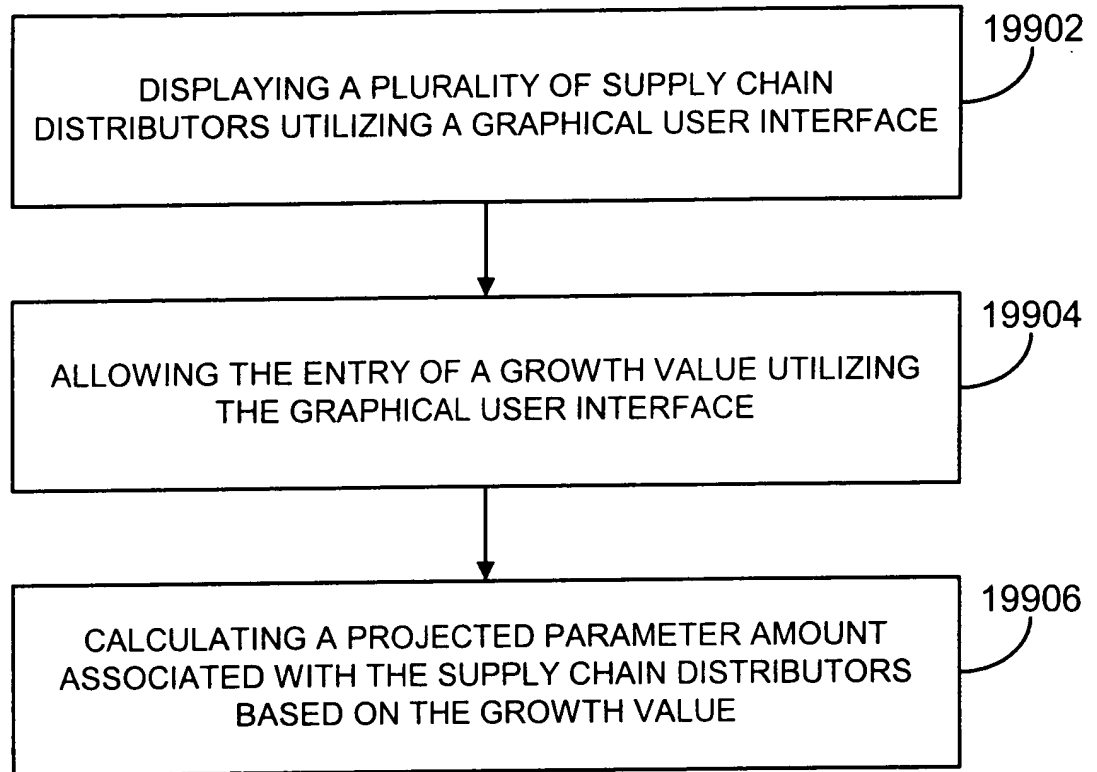 19902
DISPLAYING A PLURALITY OF SUPPLY CHAIN
DISTRIBUTORS UTILIZING A GRAPHICAL USER INTERFACE
19904
ALLOWING THE ENTRY OF A GROWTH VALUE UTILIZING
THE GRAPHICAL USER INTERFACE
19906
CALCULATING A PROJECTED PARAMETER AMOUNT
ASSOCIATED WITH THE SUPPLY CHAIN DISTRIBUTORS
BASED ON THE GROWTH VALUE